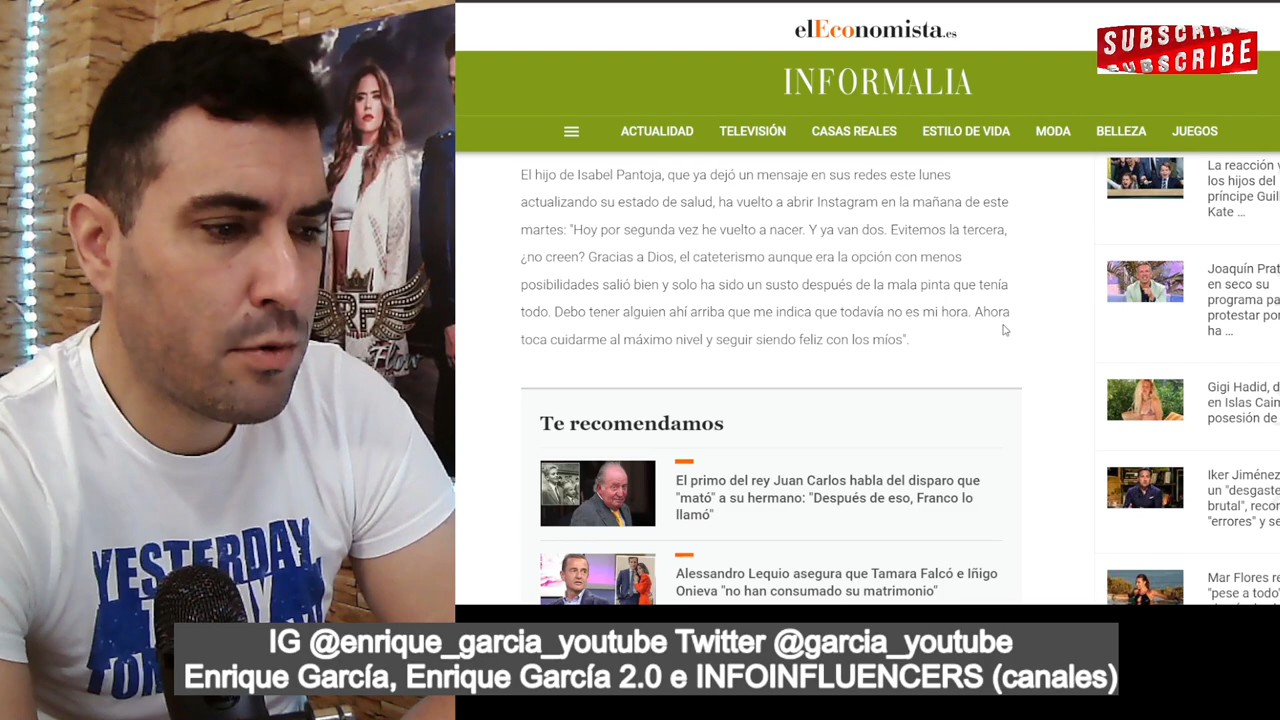 elEconomista.es
SUBSCRIBE
SUBSCRIBE
INFORMALIA
ACTUALIDAD TELEVISIÓN CASAS REALES ESTILO DE VIDA MODA BELLEZA JUEGOS
El hijo de Isabel Pantoja, que ya dejó un mensaje en sus redes este lunes
actualizando su estado de salud, ha vuelto a abrir Instagram en la mañana de este
martes: "Hoy por segunda vez he vuelto a nacer. Y ya van dos. Evitemos la tercera,
¿no creen? Gracias a Dios, el cateterismo aunque era la opción con menos
posibilidades salió bien y solo ha sido un susto después de la mala pinta que tenía
todo. Debo tener alguien ahí arriba que me indica que todavía no es mi hora. Ahora
toca cuidarme al máximo nivel y seguir siendo feliz con los míos".
Te recomendamos
El primo del rey Juan Carlos habla del disparo que
"mató" a su hermano: "Después de eso, Franco lo
llamó"
Alessandro Lequio asegura que Tamara Falcó e Iñigo
Onieva "no han consumado su matrimonio"
La reacción
los hijos del
príncipe Guil
Kate ...
Joaquín Prat
en seco su
programa pa
protestar por
ha ...
Gigi Hadid, d
en Islas Cain
posesión de
Iker Jiménez
un "desgaste
brutal", recon
"errores" y se
Mar Flores re
"pese a todo"
RF
Flow
YESTERDAY
IG @enrique_garcia_youtube Twitter @garcia_youtube
Enrique García, Enrique García 2.0 e INFOINFLUENCERS (canales)